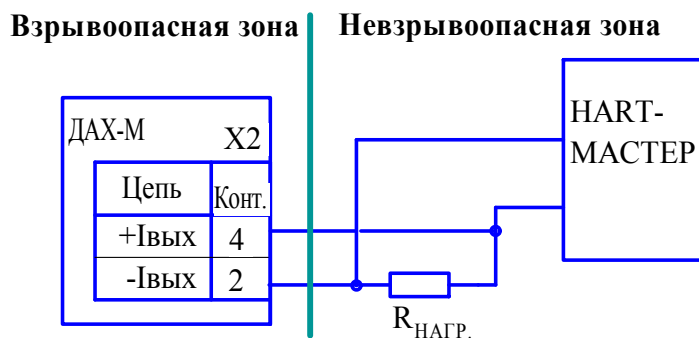 Взрывоопасная зона
Невзрывоопасная зона
ДАХ-М
X2
Цепь
Конт.
+Iвых
4
-Iвых
2
HART-
МАСТЕР
RНАГР.